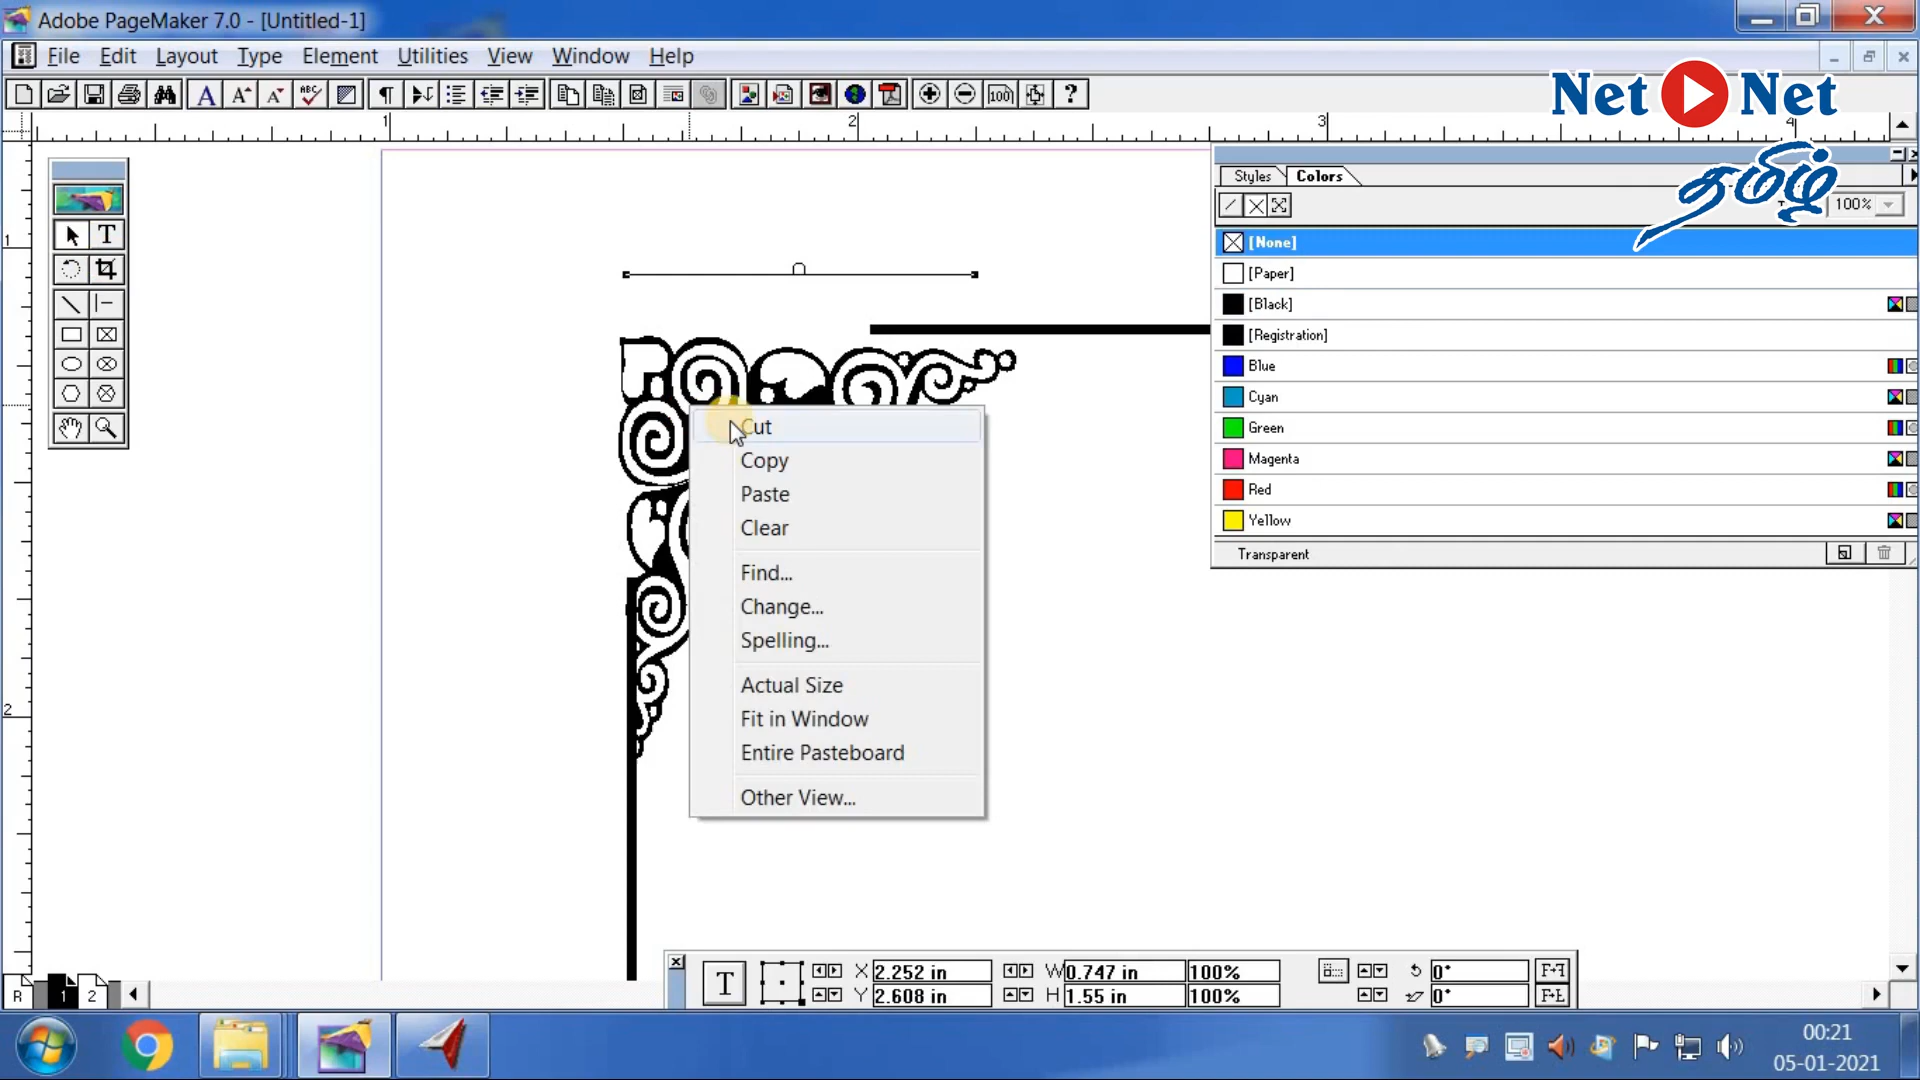 Adobe PageMaker 7.0 - [Untitled-1]
File Edit Layout Type Element Utilities View Window Help
Net Net
தமிழ்
1 2 3 4
1
2
T
Styles Colors
100%
[None]
[Paper]
[Black]
[Registration]
Blue
Cyan
Green
Magenta
Red
Yellow
Transparent
Cut
Copy
Paste
Clear
Find...
Change...
Spelling...
Actual Size
Fit in Window
Entire Pasteboard
Other View...
T
X 2.252 in W 0.747 in 100% 0°
Y 2.608 in H 1.55 in 100% 0°
R 1 2
00:21
05-01-2021